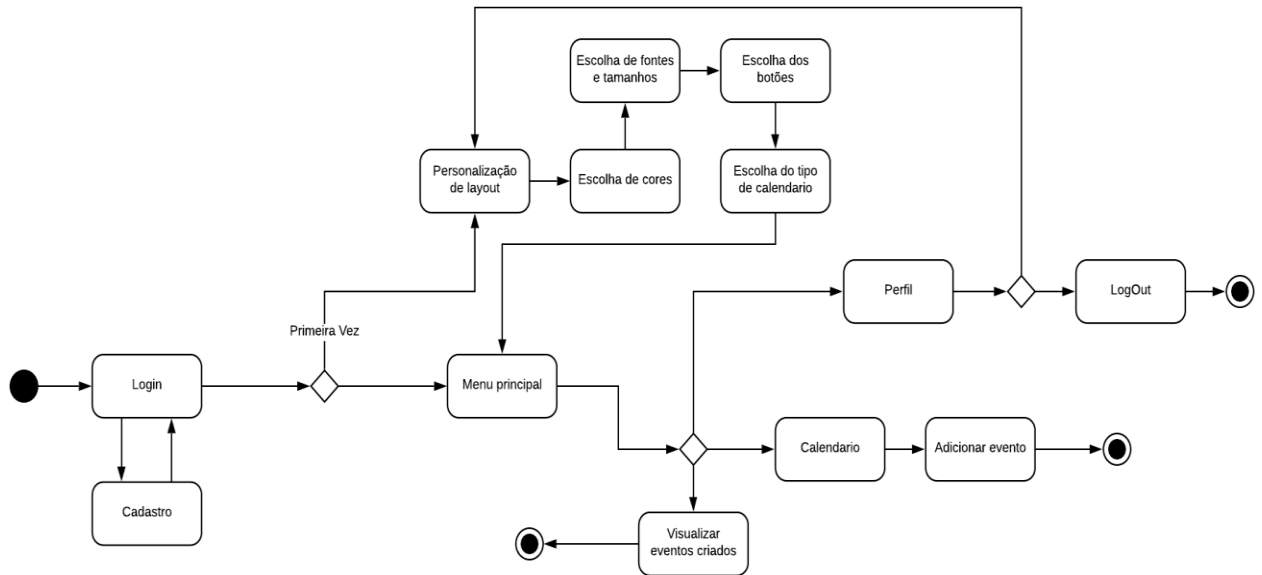 Escolha de fontes
e tamanhos
Escolha dos
botões
Personalização
de layout
Escolha de cores
Escolha do tipo
de calendario
Perfil
LogOut
Primeira Vez
Login
Menu principal
Calendario
Adicionar evento
Cadastro
Visualizar
eventos criados